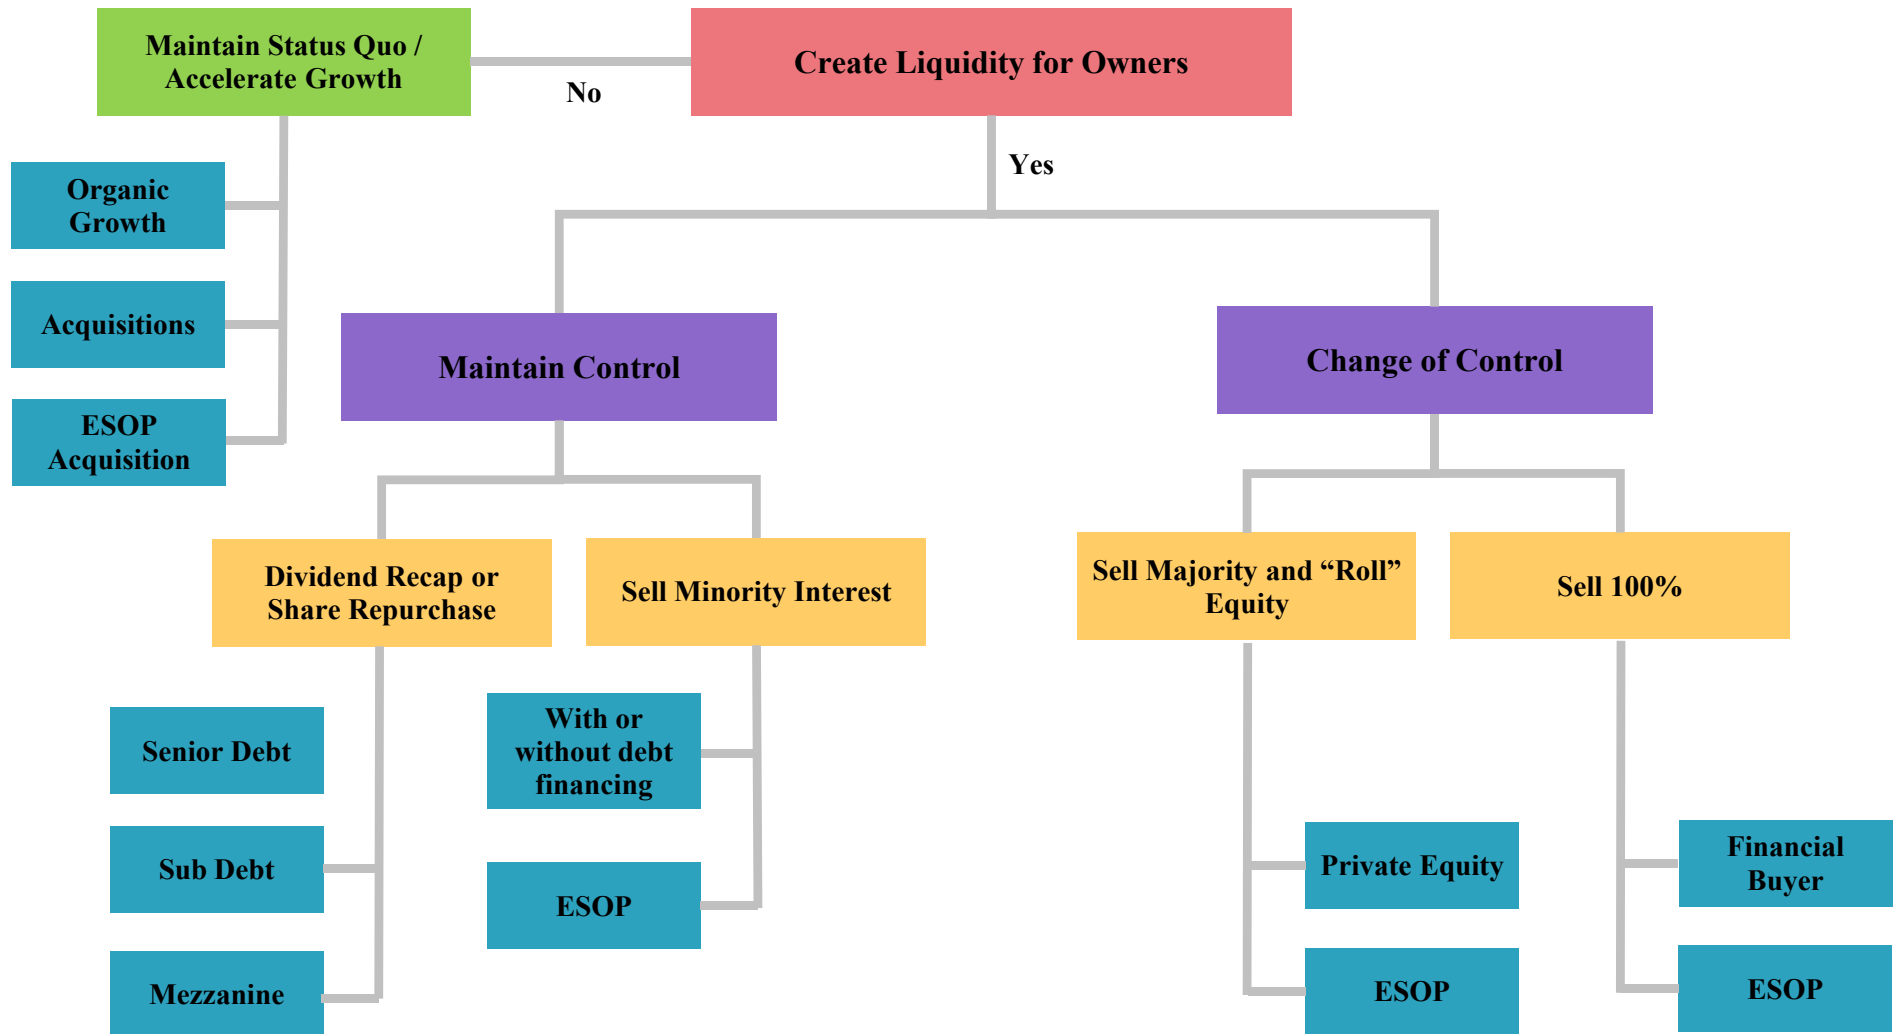 Maintain Status Quo /
Accelerate Growth
No
Create Liquidity for Owners
Yes
Organic
Growth
Acquisitions
ESOP
Acquisition
Maintain Control
Change of Control
Dividend Recap or
Share Repurchase
Sell Minority Interest
Sell Majority and “Roll”
Equity
Sell 100%
Senior Debt
Sub Debt
Mezzanine
With or
without debt
financing
ESOP
Private Equity
ESOP
Financial
Buyer
ESOP